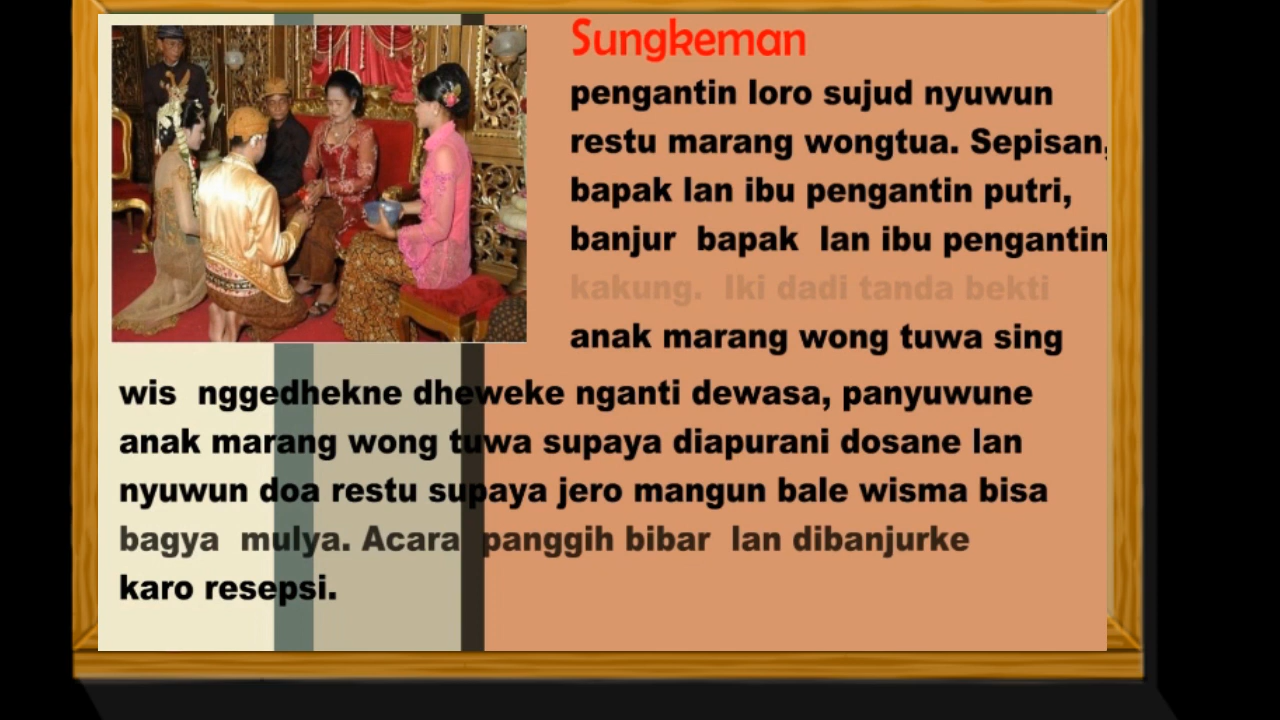 Sungkeman
pengantin loro sujud nyuwun
restu marang wongtua. Sepisan,
bapak lan ibu pengantin putri,
banjur bapak lan ibu pengantin
kakung. Iki dadi tanda bekti
anak marang wong tuwa sing
wis nggedhekne dheweke nganti dewasa, panyuwune
anak marang wong tuwa supaya diapurani dosane lan
nyuwun doa restu supaya jero mangun bale wisma bisa
bagya mulya. Acara panggih bibar lan dibanjurke
karo resepsi.